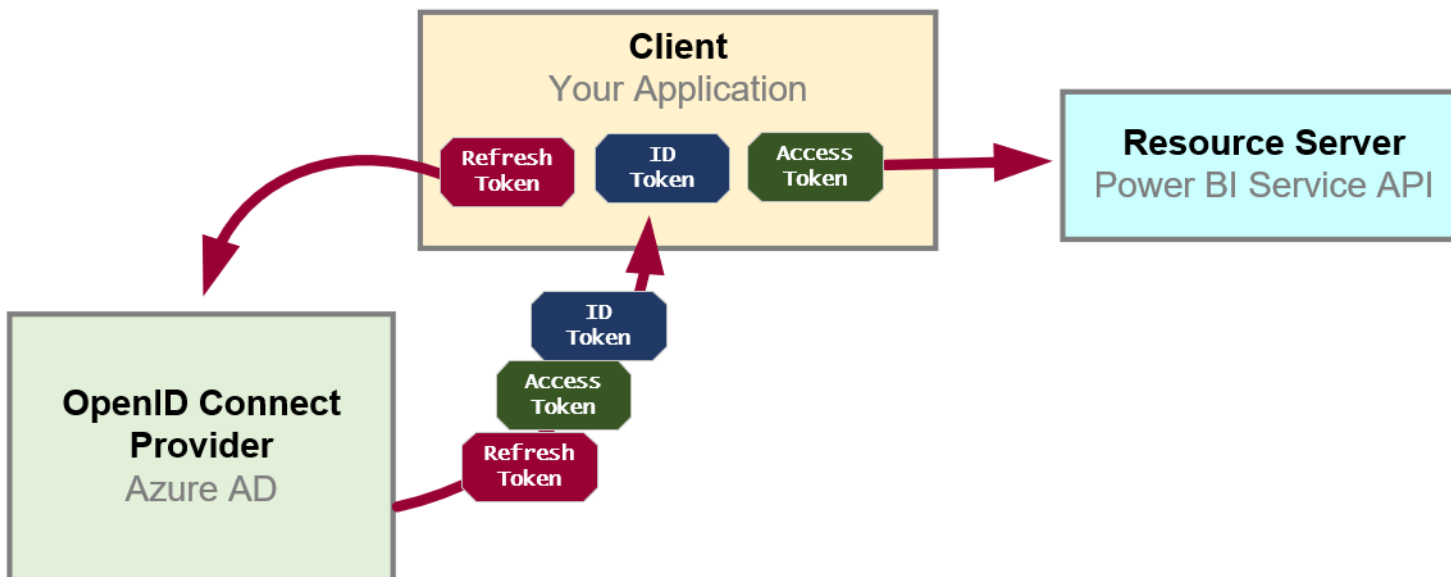 Client
Your Application
Refresh
Token
ID
Token
Access
Token
Resource Server
Power BI Service API
ID
Token
Access
Token
Refresh
Token
OpenID Connect
Provider
Azure AD